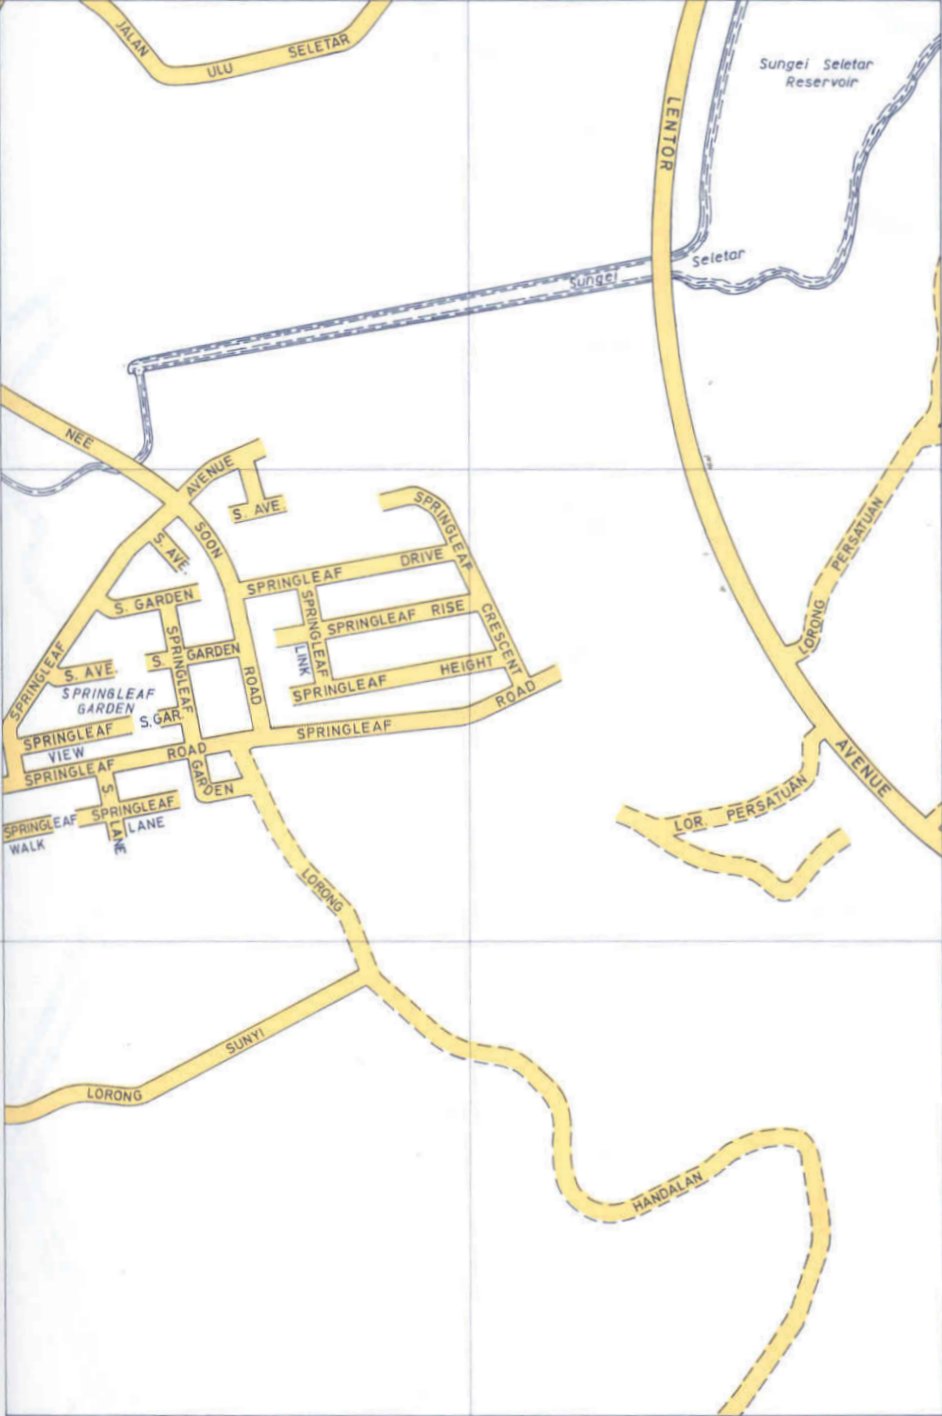 JALAN
ULU
SELETAR
LENTOR
Sungei Seletar
Reservoir
Sungei
Seletar
NEE
AVENUE
S. AVE.
SOON
S. AVE.
SPRINGLEAF
SPRINGLEAF
DRIVE
PERSATUAN
LORONG
S. GARDEN
SPRINGLEAF
SPRINGLEAF
LINK
SPRINGLEAF RISE
CRESCENT
S. GARDEN
SPRINGLEAF
S. AVE.
SPRINGLEAF
GARDEN
ROAD
SPRINGLEAF
HEIGHT
ROAD
S. GAR.
SPRINGLEAF
VIEW
SPRINGLEAF
SPRINGLEAF
ROAD
GARDEN
AVENUE
S.
LANE
SPRINGLEAF
LANE
SPRINGLEAF
WALK
LOR. PERSATUAN
LORONG
SUNYI
LORONG
HANDALAN